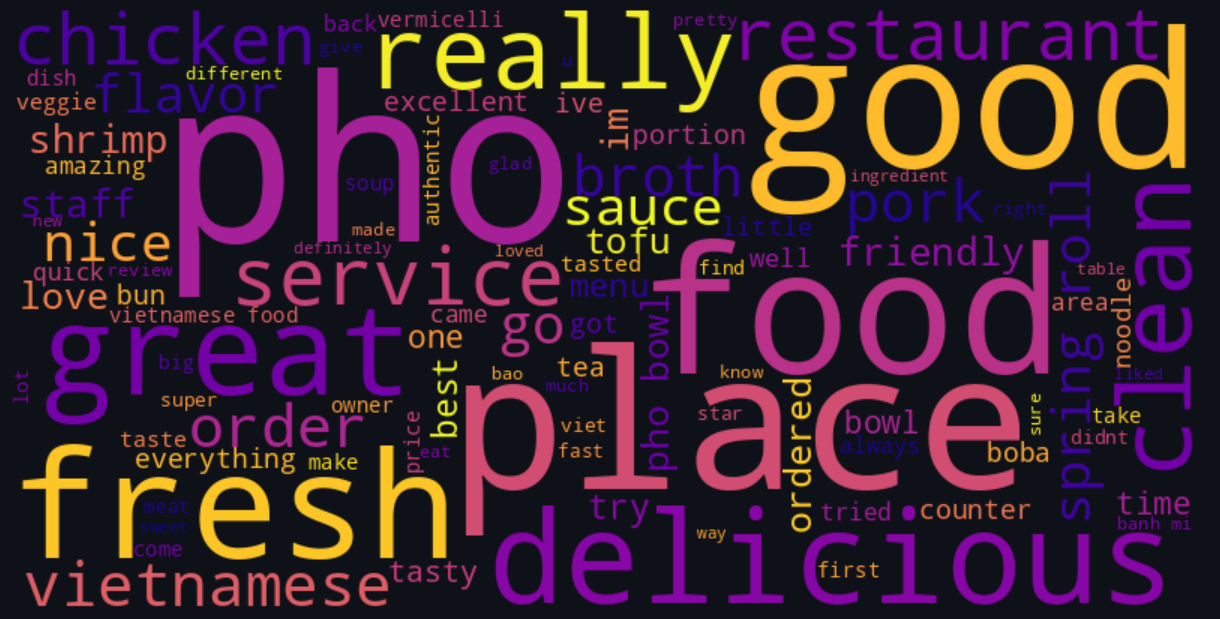 chicken
back
vermicelli
give
really
pretty
restaurant
u
dish
different
veggie
flavor
excellent
ive
im
good
shrimp
pho
authentic
glad
portion
amazing
soup
broth
ingredient
staff
new
sauce
pork
right
roll
clean
nice
made
definitely
loved
tofu
little
friendly
quick
review
service
tasted
find
well
table
love
bun
menu
food
area
noodle
vietnamese food
came
go
got
pho bowl
great
one
big
lot
best
bao
tea
much
know
liked
spring
super
owner
order
place
star
ordered
bowl
sure
take
taste
price
viet
always
didnt
everything
make
eat
fast
boba
fresh
meat
sweet
come
try
tried
counter
time
banh mi
way
vietnamese
tasty
delicious
first